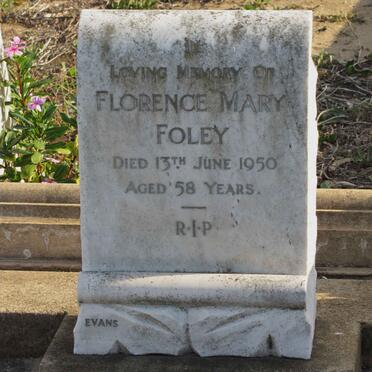 In
Loving Memory Of
Florence Mary
Foley
Died 13th June 1950
Aged 58 Years.
R·I·P
EVANS